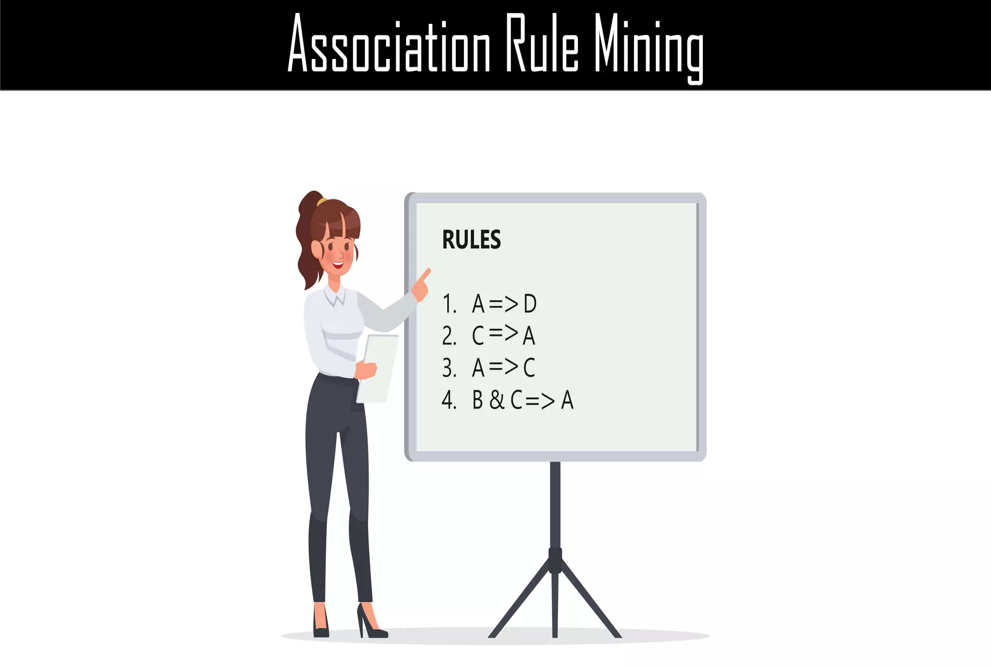 Association Rule Mining
RULES
1. A => D
2. C => A
3. A => C
4. B & C => A